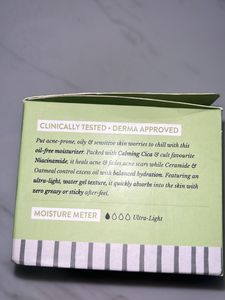 CLINICALLY TESTED • DERMA APPROVED
Put acne-prone, oily & sensitive skin worries to chill with this
oil-free moisturizer. Packed with Calming Cica & cult favourite
Niacinamide, it heals acne & fades acne scars while Ceramide &
Oatmeal control excess oil with balanced hydration. Featuring an
ultra-light, water gel texture, it quickly absorbs into the skin with
zero greasy or sticky after-feel.
MOISTURE METER Ultra-Light